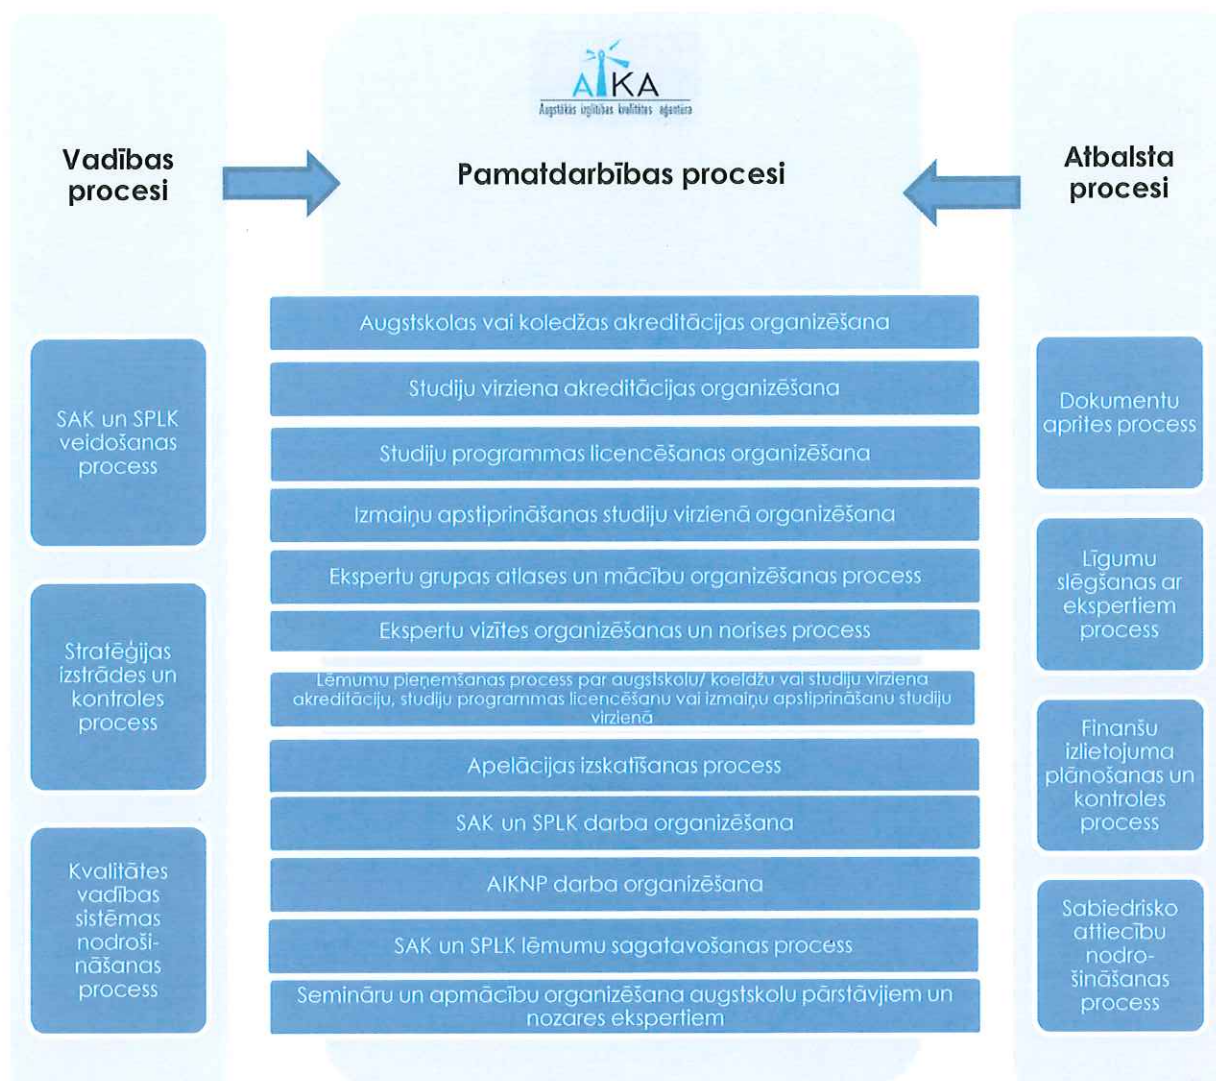 AIKA
Augstākās izglītības kvalitātes aģentūra
Vadības
procesi
Pamatdarbības procesi
Atbalsta
procesi
SAK un SPLK
veidošanas
process
Stratēģijas
izstrādes un
kontroles
process
Kvalitātes
vadības
sistēmas
nodroši-
nāšanas
process
Augstskolas vai koledžas akreditācijas organizēšana
Studiju virziena akreditācijas organizēšana
Studiju programmas licencēšanas organizēšana
Izmaiņu apstiprināšanas studiju virzienā organizēšana
Ekspertu grupas atlases un mācību organizēšanas process
Ekspertu vizītes organizēšanas un norises process
Lēmumu pieņemšanas process par augstskolu/ koeldžu vai studiju virziena
akreditāciju, studiju programmas licencēšanu vai izmaiņu apstiprināšanu studiju
virzienā
Apelācijas izskatīšanas process
SAK un SPLK darba organizēšana
AIKNP darba organizēšana
SAK un SPLK lēmumu sagatavošanas process
Semināru un apmācību organizēšana augstskolu pārstāvjiem un
nozares ekspertiem
Dokumentu
aprites process
Līgumu
slēgšanas ar
ekspertiem
process
Finanšu
izlietojuma
plānošanas un
kontroles
process
Sabiedrisko
attiecību
nodro-
šināšanas
process